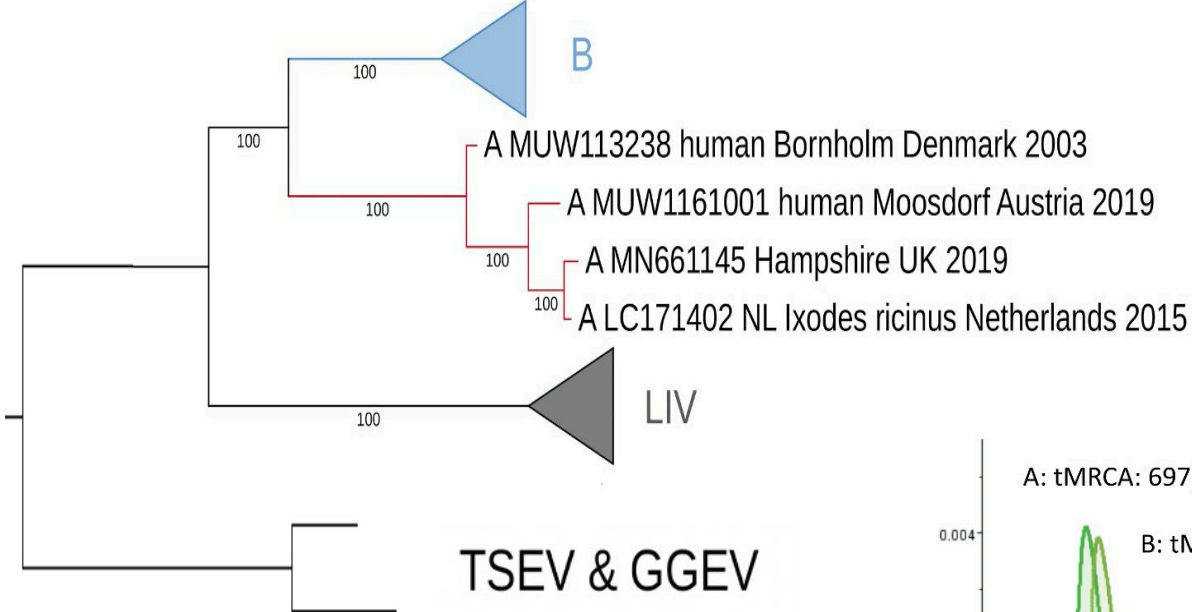 B
100
100
A MUW113238 human Bornholm Denmark 2003
100
A MUW1161001 human Moosdorf Austria 2019
100
A MN661145 Hampshire UK 2019
100
A LC171402 NL Ixodes ricinus Netherlands 2015
LIV
100
A: tMRCA: 697
0.004
B: tM
TSEV & GGEV